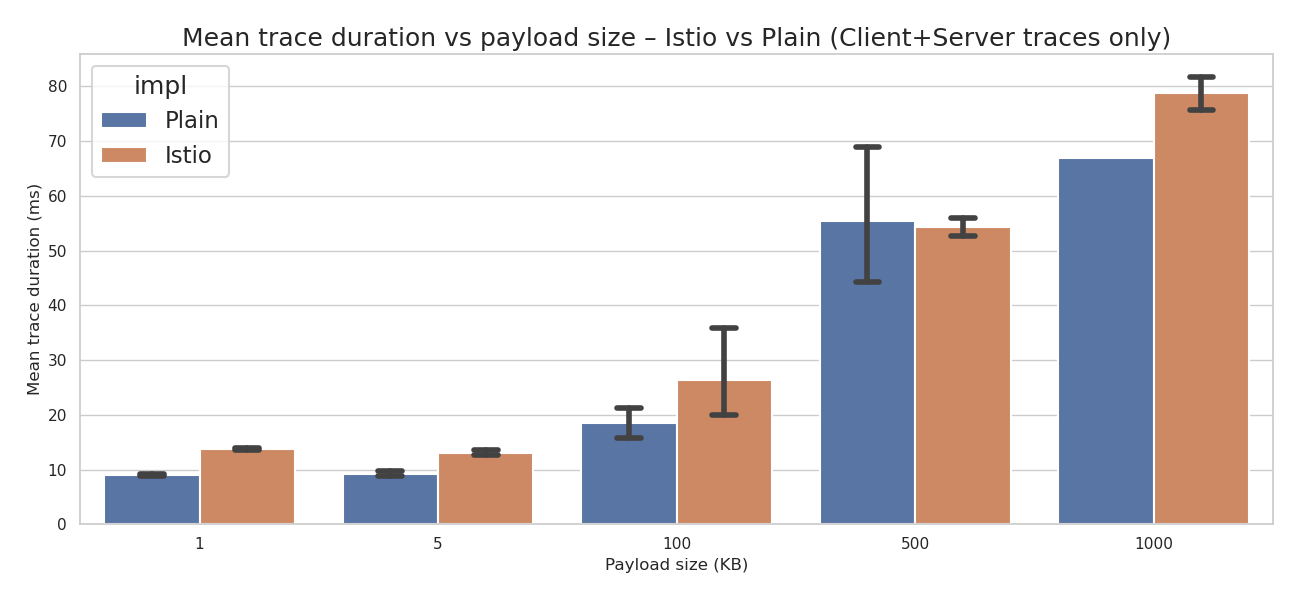 Mean trace duration vs payload size – Istio vs Plain (Client+Server traces only)
impl
Plain
Istio
Mean trace duration (ms)
80
70
60
50
40
30
20
10
0
1
5
100
500
1000
Payload size (KB)